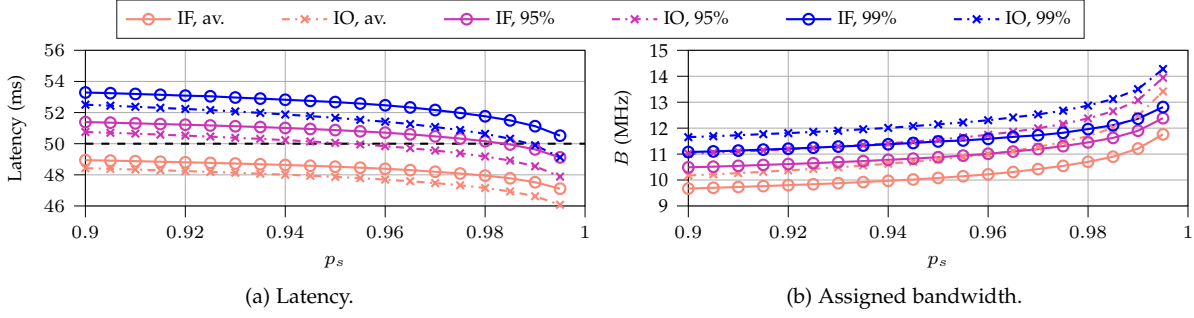 IF, av. IO, av. IF, 95% IO, 95% IF, 99% IO, 99%
56
54
52
50
48
46
Latency (ms)
0.9 0.92 0.94 0.96 0.98 1
p_s
(a) Latency.
15
14
13
12
11
10
9
B (MHz)
0.9 0.92 0.94 0.96 0.98 1
p_s
(b) Assigned bandwidth.